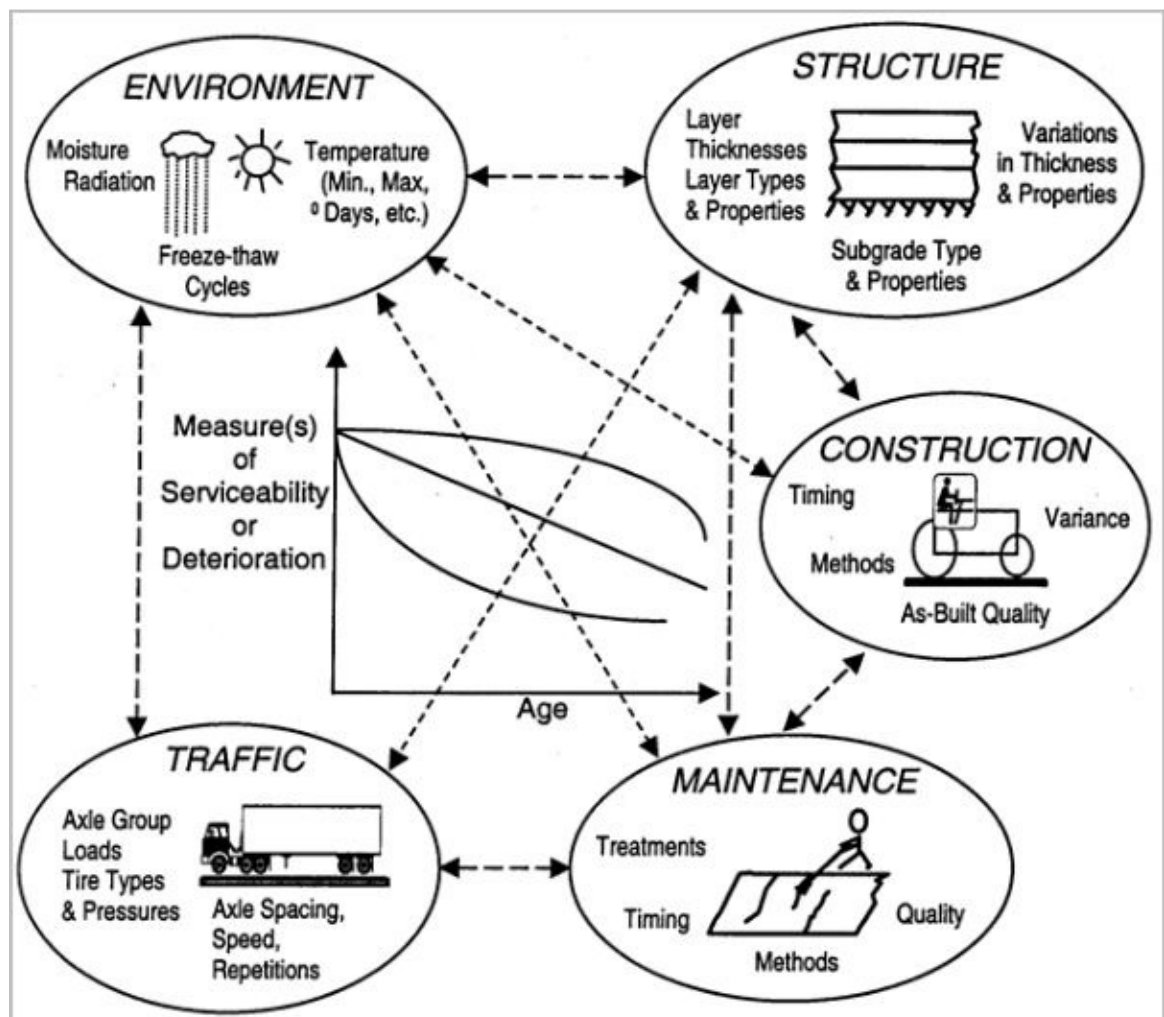 ENVIRONMENT
Moisture
Radiation
Temperature
(Min., Max,
º Days, etc.)
Freeze-thaw
Cycles
STRUCTURE
Layer
Thicknesses
Layer Types
& Properties
Variations
in Thickness
& Properties
Subgrade Type
& Properties
Measure(s)
of
Serviceability
or
Deterioration
Age
CONSTRUCTION
Timing
Variance
Methods
As-Built Quality
TRAFFIC
Axle Group
Loads
Tire Types
& Pressures
Axle Spacing,
Speed,
Repetitions
MAINTENANCE
Treatments
Timing
Quality
Methods